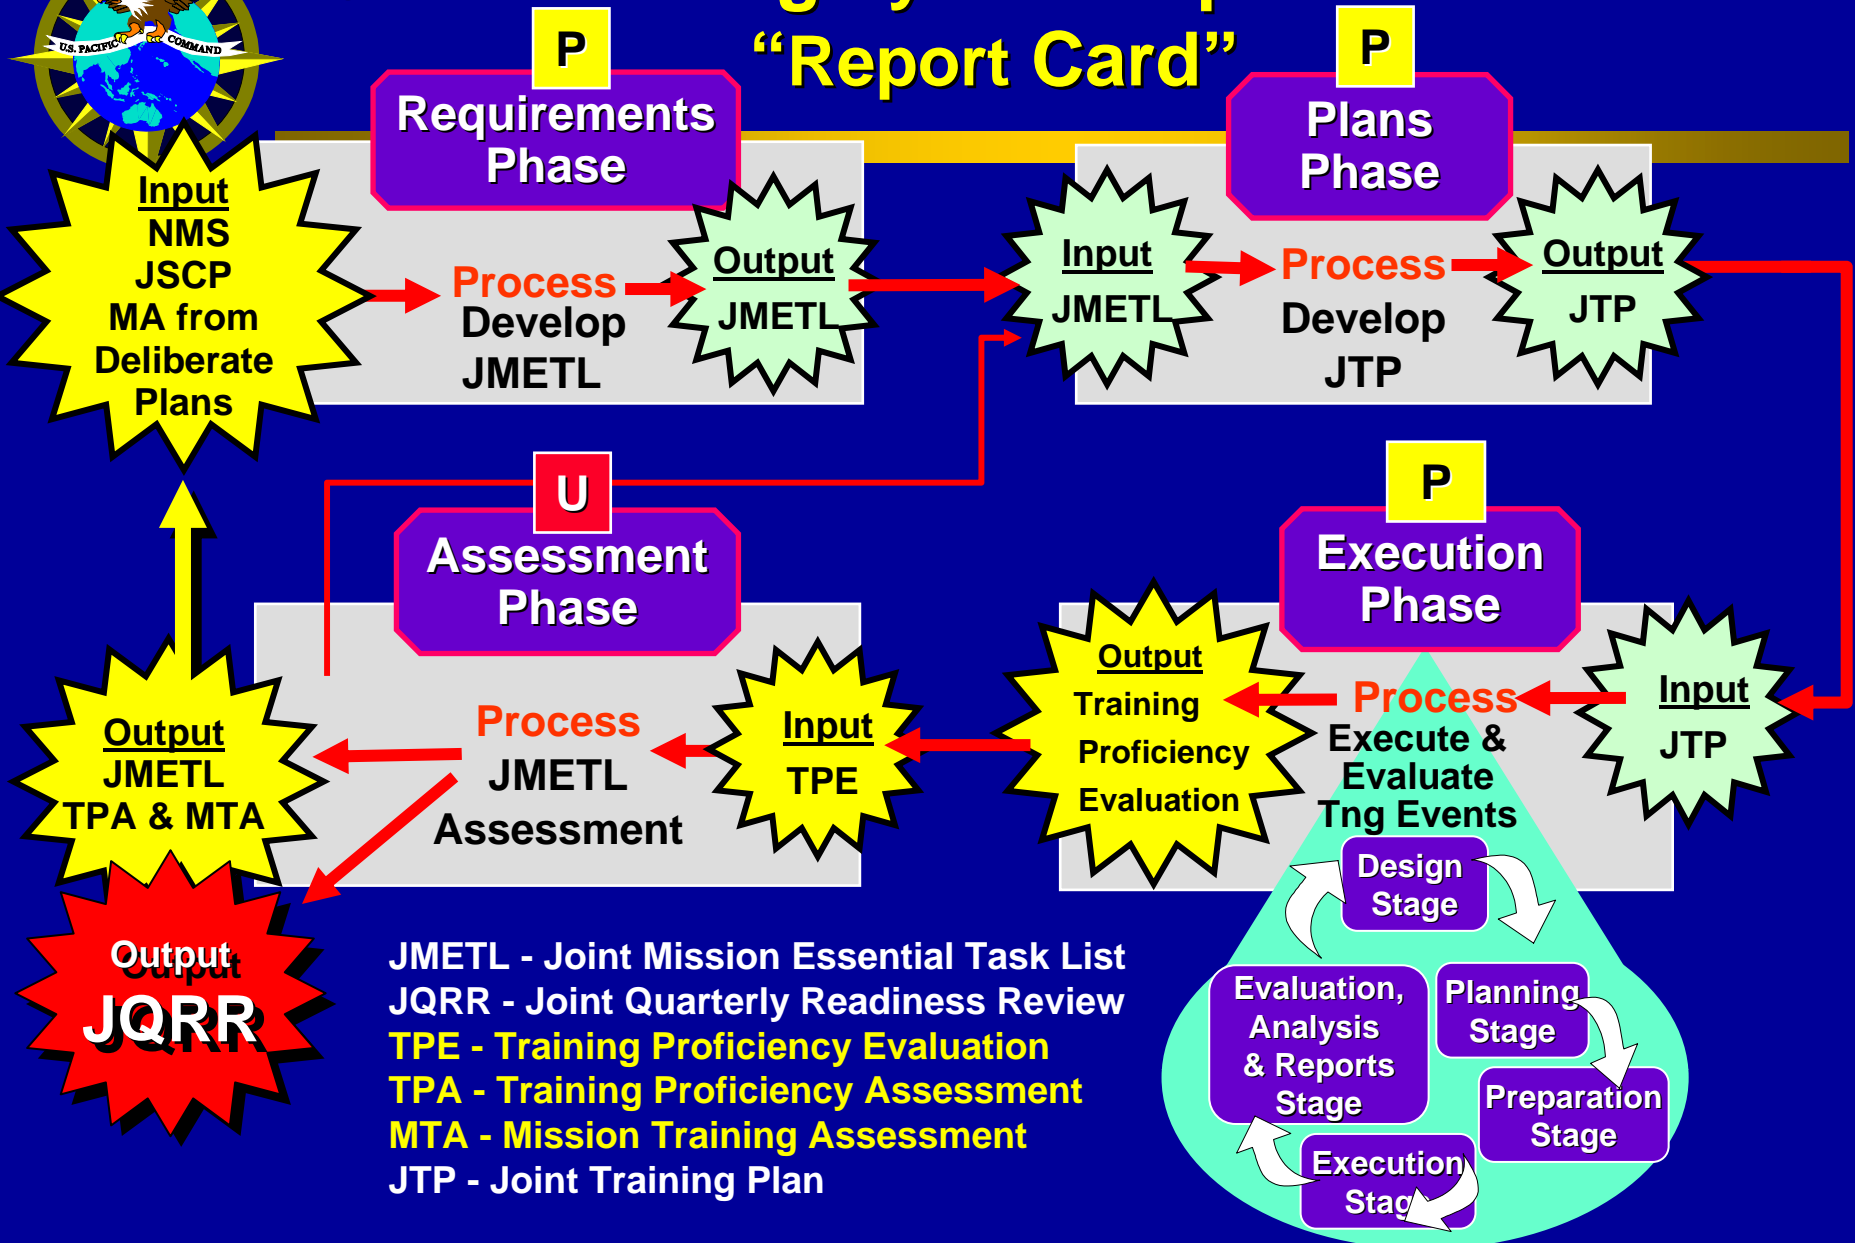 “Report Card”
U.S. PACIFIC COMMAND
P
Requirements
Phase
Input
NMS
JSCP
MA from
Deliberate
Plans
Process
Develop
JMETL
Output
JMETL
P
Plans
Phase
Input
JMETL
Process
Develop
JTP
Output
JTP
U
Assessment
Phase
Output
JMETL
TPA & MTA
Process
JMETL
Assessment
Input
TPE
Output
JQRR
P
Execution
Phase
Output
Training
Proficiency
Evaluation
Process
Execute &
Evaluate
Tng Events
Input
JTP
Design
Stage
Planning
Stage
Preparation
Stage
Execution
Stage
Evaluation,
Analysis
& Reports
Stage
JMETL - Joint Mission Essential Task List
JQRR - Joint Quarterly Readiness Review
TPE - Training Proficiency Evaluation
TPA - Training Proficiency Assessment
MTA - Mission Training Assessment
JTP - Joint Training Plan